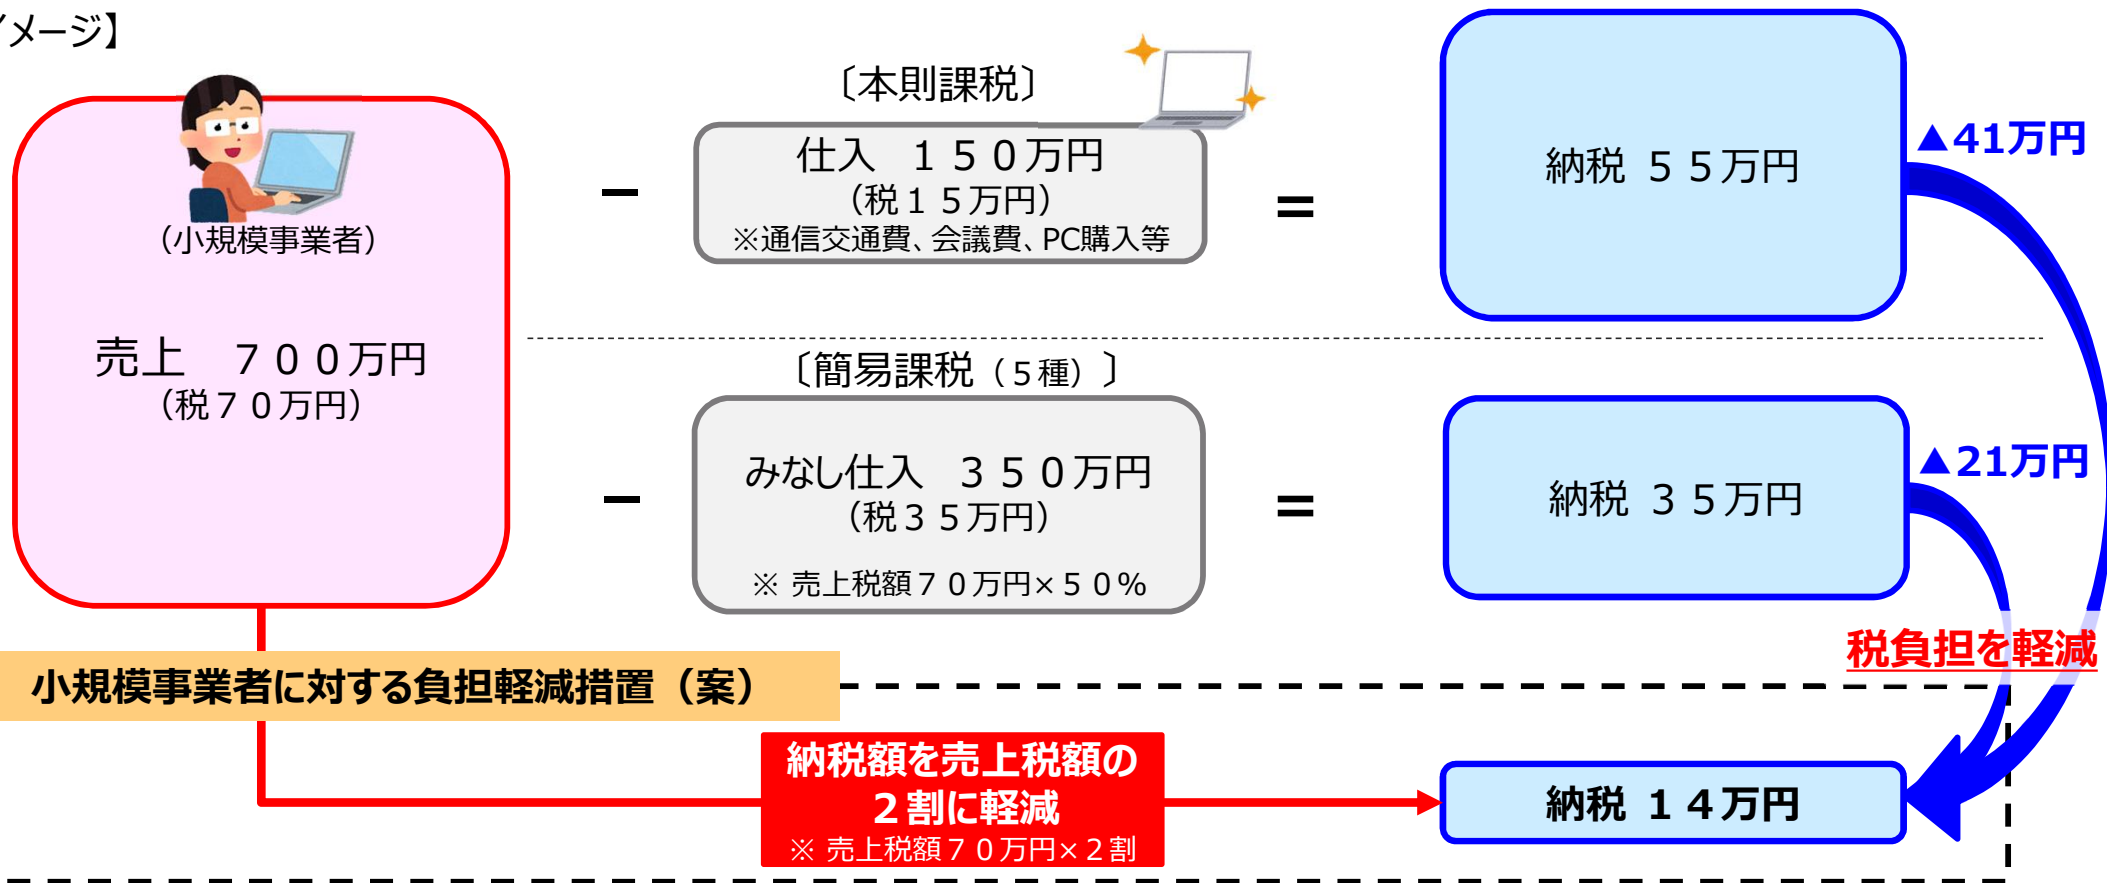 イメージ】
（小規模事業者）
売上　７００万円
（税７０万円）
〔本則課税〕
－
仕入　１５０万円
（税１５万円）
※通信交通費、会議費、PC購入等
＝
納税 ５５万円
▲41万円
〔簡易課税（５種）〕
－
みなし仕入　３５０万円
（税３５万円）
※ 売上税額７０万円×５０％
＝
納税 ３５万円
▲21万円
税負担を軽減
小規模事業者に対する負担軽減措置（案）
納税額を売上税額の
２割に軽減
※ 売上税額７０万円×２割
納税 １４万円